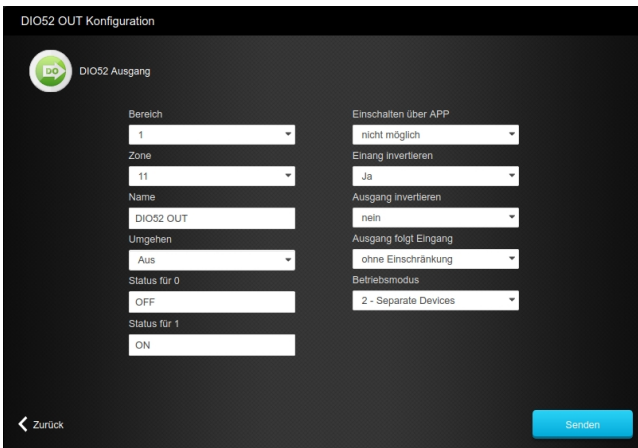 DIO52 OUT Konfiguration
DO
DIO52 Ausgang
Bereich
1
Zone
11
Name
DIO52 OUT
Umgehen
Aus
Status für 0
OFF
Status für 1
ON
Einschalten über APP
nicht möglich
Einang invertieren
Ja
Ausgang invertieren
nein
Ausgang folgt Eingang
ohne Einschränkung
Betriebsmodus
2 - Separate Devices
Zurück
Senden